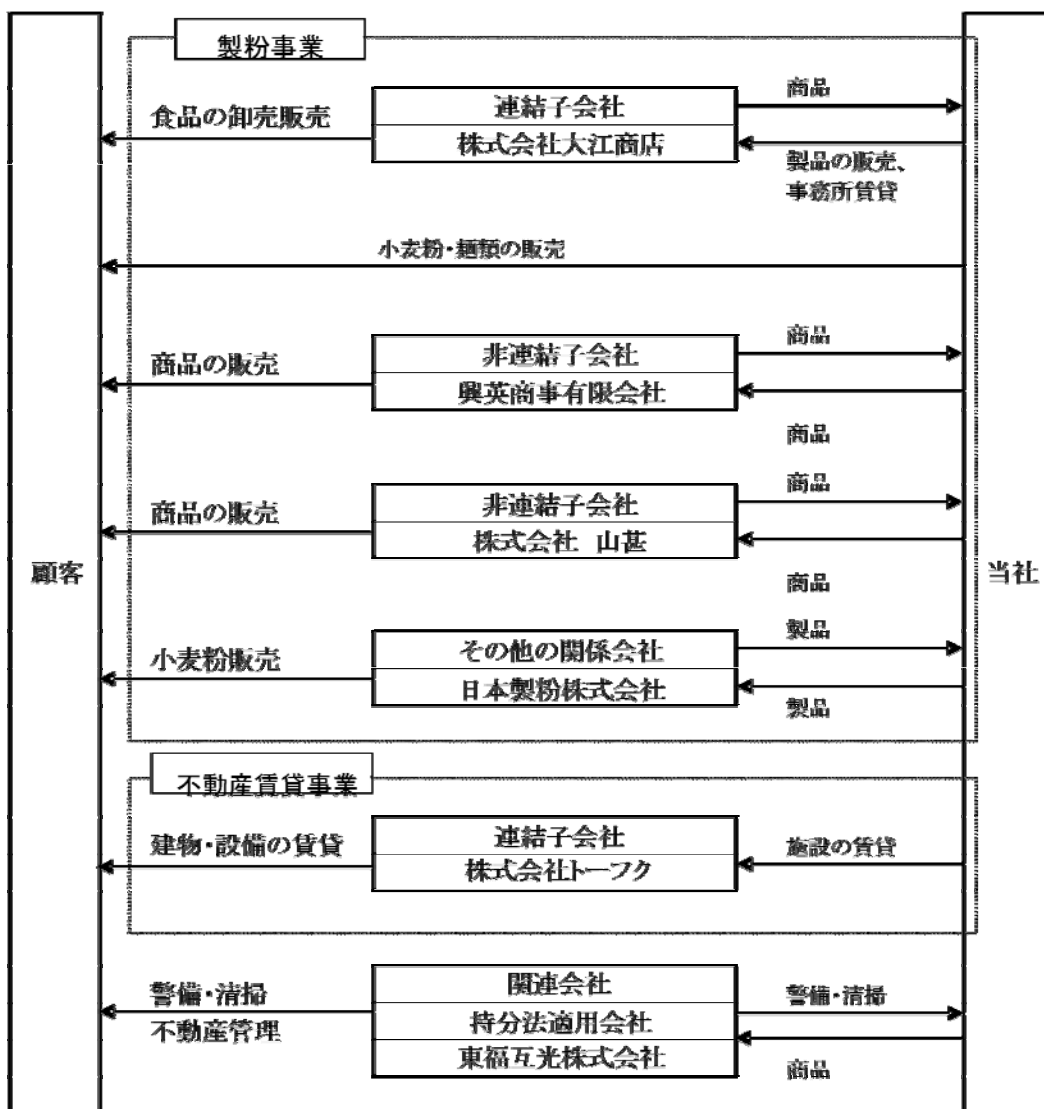 製粉事業
食品の卸売販売
連結子会社
株式会社大江商店
商品
製品の販売、
事務所賃貸
小麦粉・麺類の販売
商品の販売
非連結子会社
興英商事有限会社
商品
商品
商品の販売
非連結子会社
株式会社 山甚
商品
商品
顧客
当社
小麦粉販売
その他の関係会社
日本製粉株式会社
製品
製品
不動産賃貸事業
建物・設備の賃貸
連結子会社
株式会社トーフク
施設の賃貸
警備・清掃
不動産管理
関連会社
持分法適用会社
東福互光株式会社
警備・清掃
商品